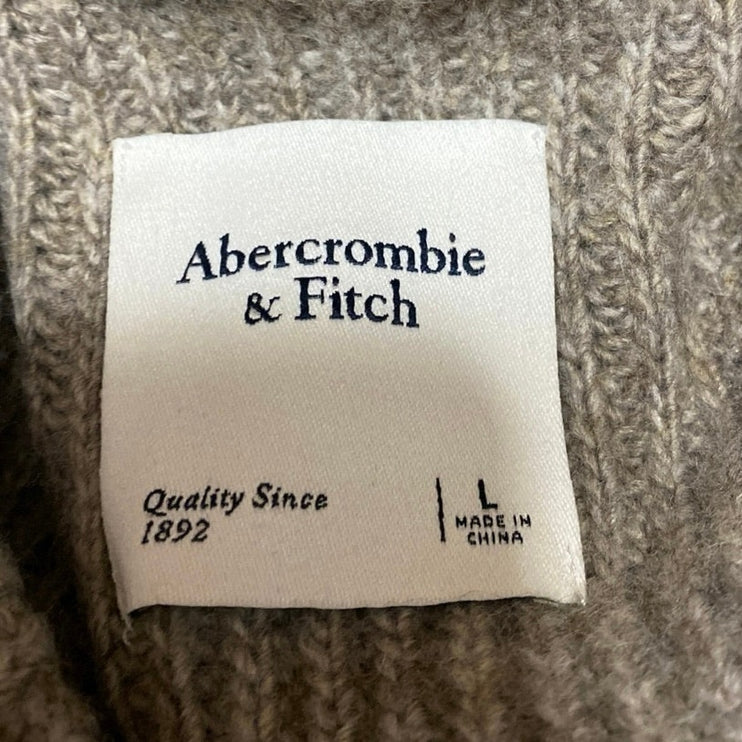 Abercrombie
& Fitch
Quality Since
1892
L
MADE IN
CHINA